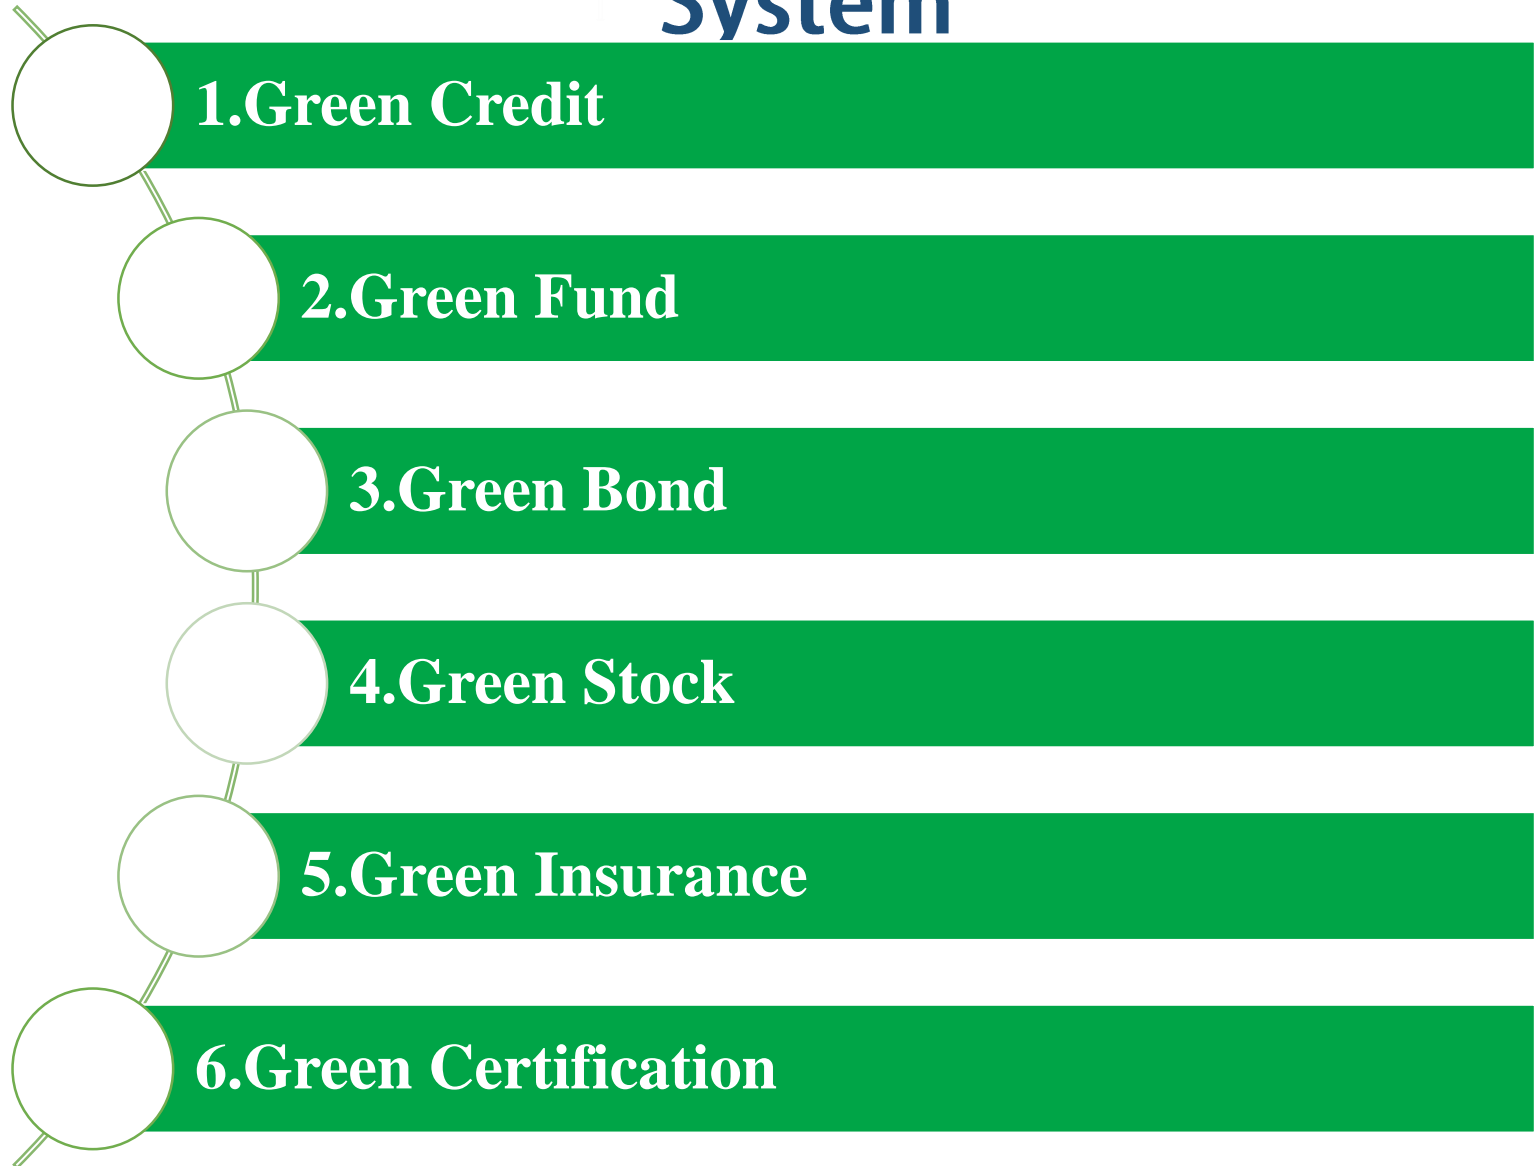 System
1.Green Credit
2.Green Fund
3.Green Bond
4.Green Stock
5.Green Insurance
6.Green Certification